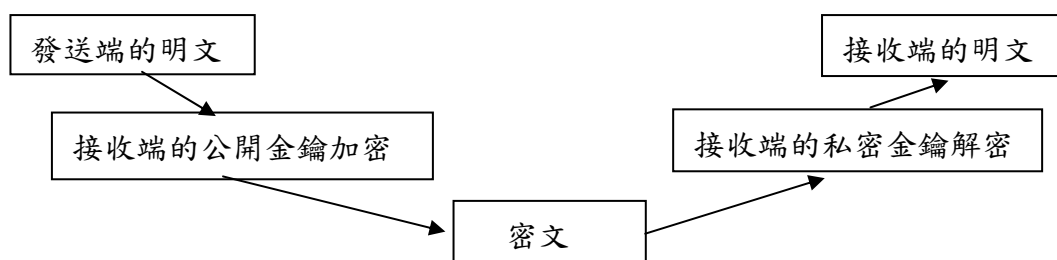 發送端的明文
接收端的公開金鑰加密
密文
接收端的私密金鑰解密
接收端的明文